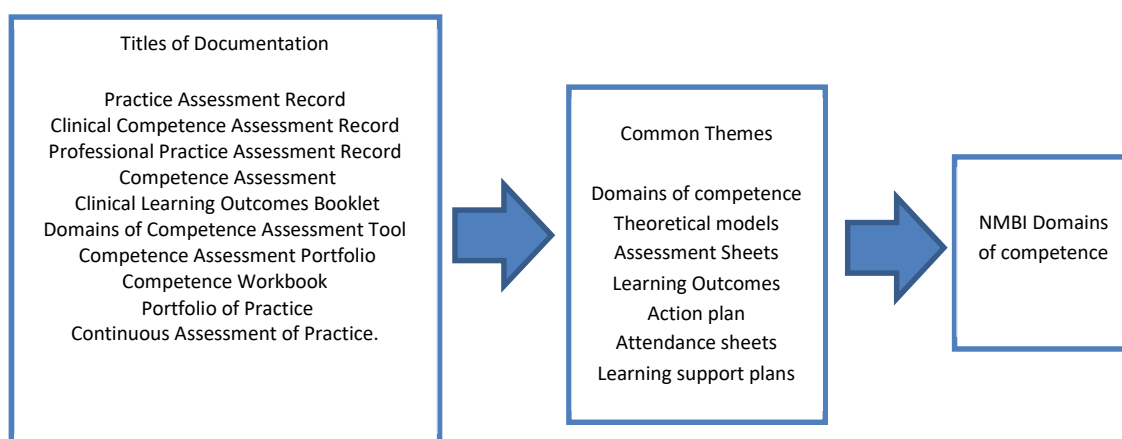 Titles of Documentation
Practice Assessment Record
Clinical Competence Assessment Record
Professional Practice Assessment Record
Competence Assessment
Clinical Learning Outcomes Booklet
Domains of Competence Assessment Tool
Competence Assessment Portfolio
Competence Workbook
Portfolio of Practice
Continuous Assessment of Practice.
Common Themes
Domains of competence
Theoretical models
Assessment Sheets
Learning Outcomes
Action plan
Attendance sheets
Learning support plans
NMBI Domains
of competence